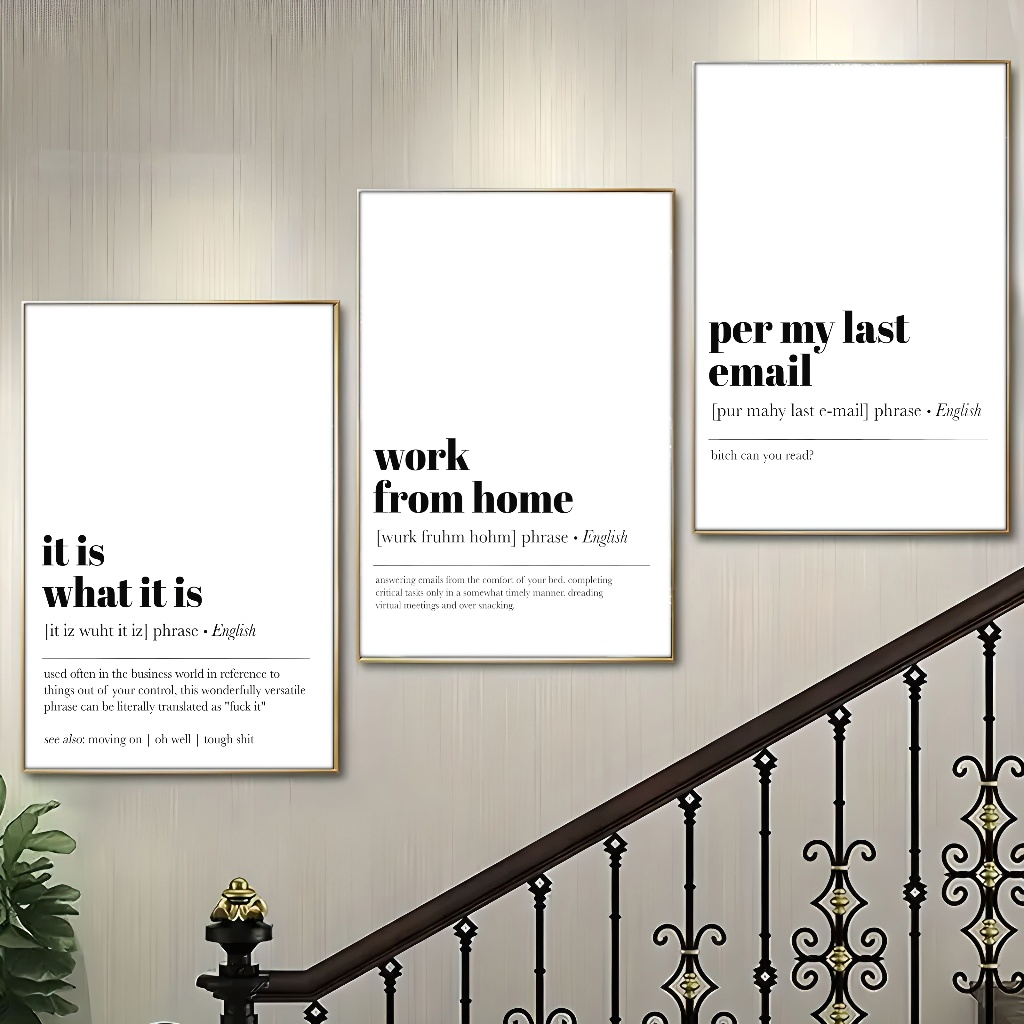 it is
what it is
[it iz wuht it iz] phrase • English
used often in the business world in reference to
things out of your control, this wonderfully versatile
phrase can be literally translated as "fuck it"
see also: moving on | oh well | tough shit
work
from home
[wurk fruhm hohm] phrase • English
answering emails from the comfort of your bed. completing
critical tasks only in a somewhat timely manner. dreading
virtual meetings and over snacking.
per my last
email
[pur mahy last e-mail] phrase • English
bitch can you read?